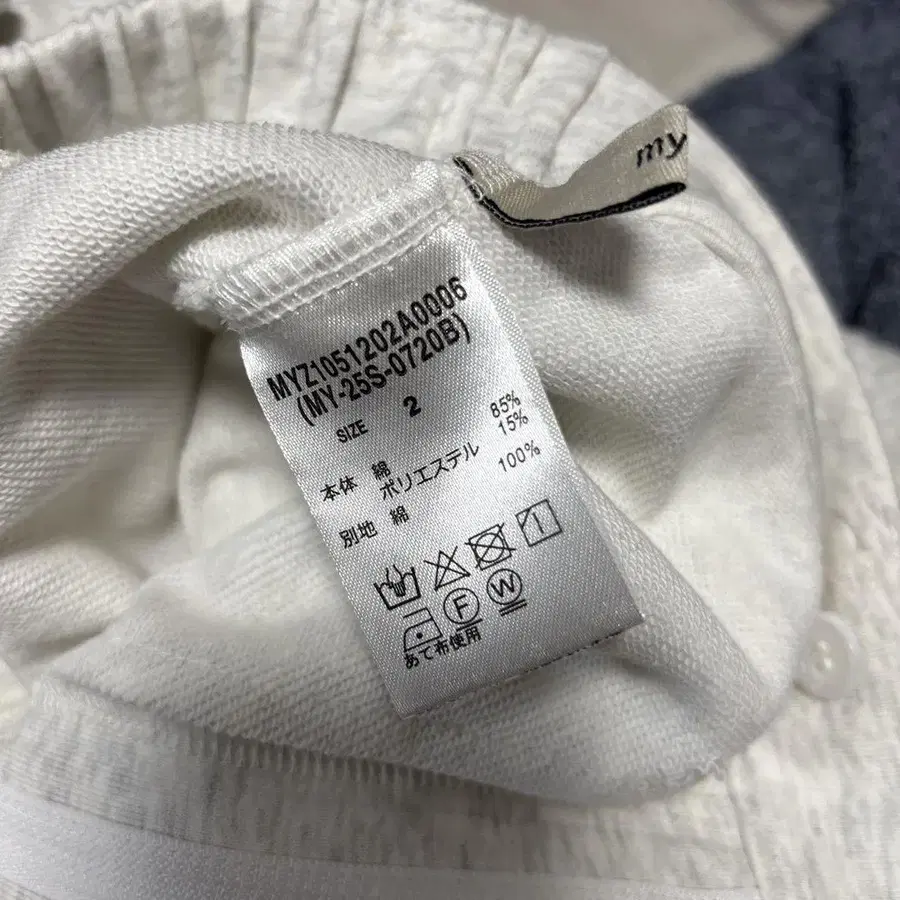 my
MYZ1051202A0006
(MY-25S-0720B)
SIZE 2
本体 綿 85%
ポリエステル 15%
別地 綿 100%
F W
あて布使用